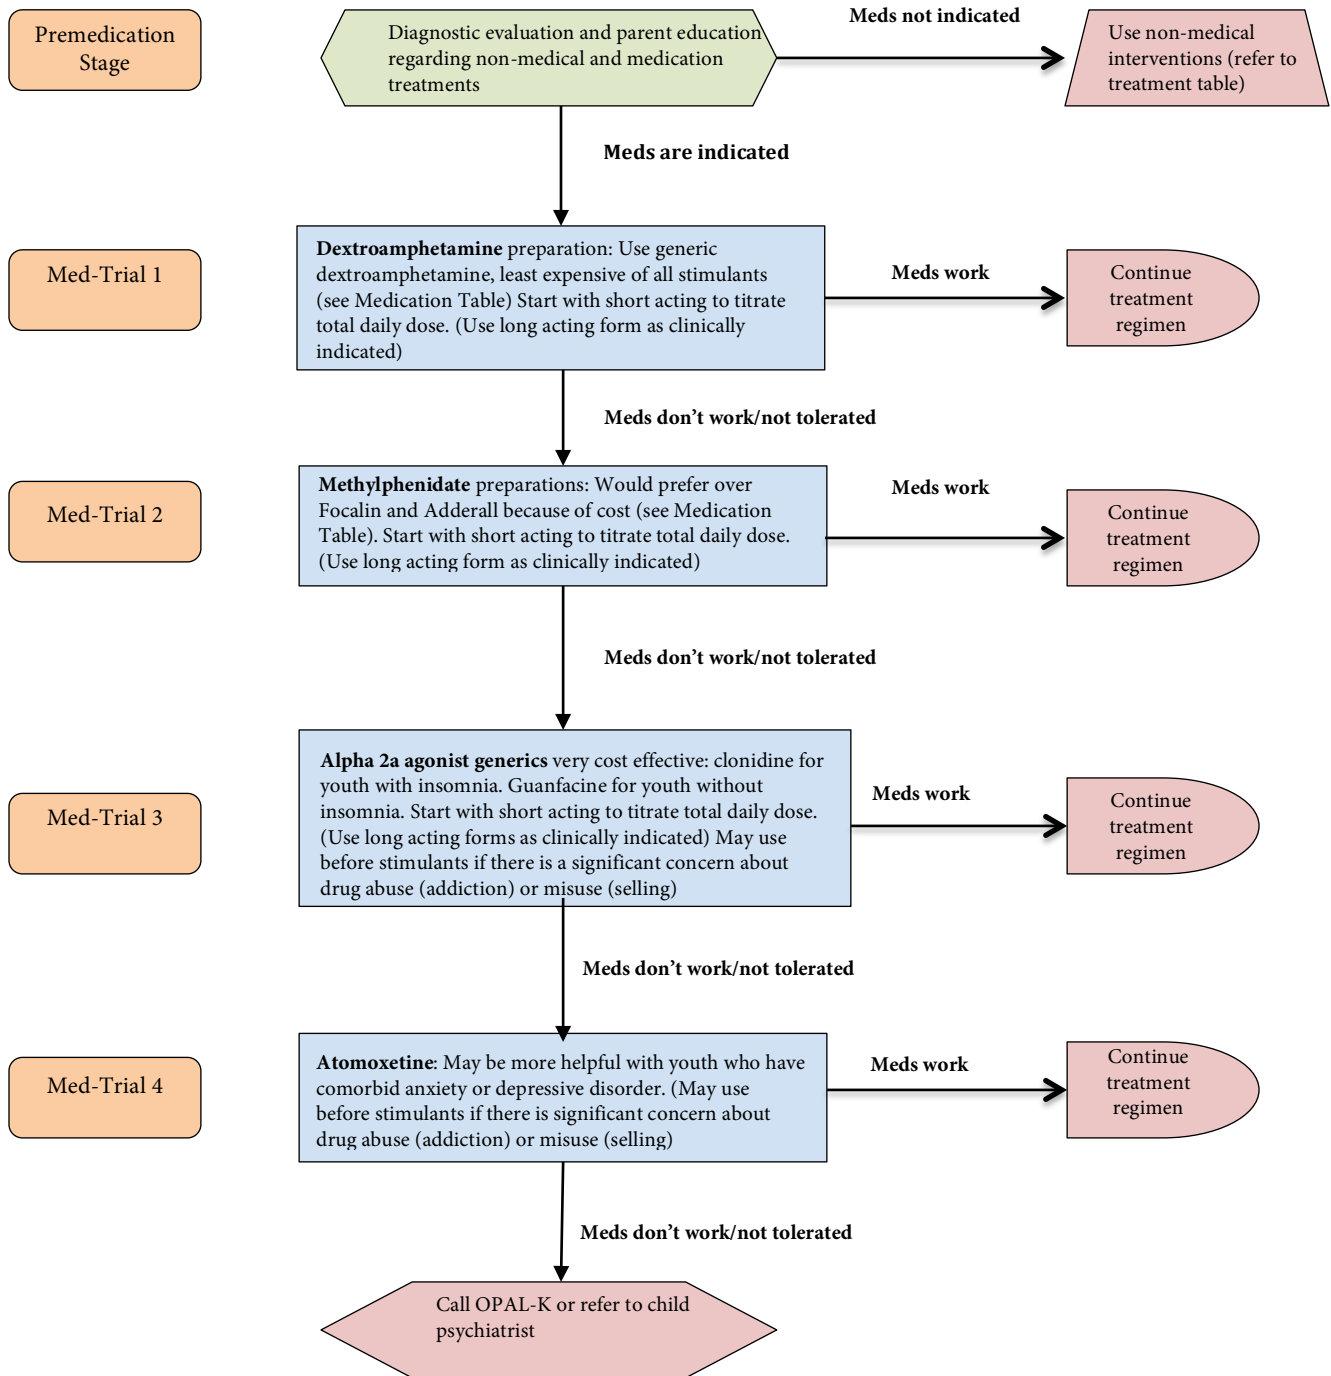 Premedication
Stage
Diagnostic evaluation and parent education
regarding non-medical and medication
treatments
Meds not indicated
Use non-medical
interventions (refer to
treatment table)
Meds are indicated
Med-Trial 1
Dextroamphetamine preparation: Use generic
dextroamphetamine, least expensive of all stimulants
(see Medication Table) Start with short acting to titrate
total daily dose. (Use long acting form as clinically
indicated)
Meds work
Continue
treatment
regimen
Meds don’t work/not tolerated
Med-Trial 2
Methylphenidate preparations: Would prefer over
Focalin and Adderall because of cost (see Medication
Table). Start with short acting to titrate total daily dose.
(Use long acting form as clinically indicated)
Meds work
Continue
treatment
regimen
Meds don’t work/not tolerated
Med-Trial 3
Alpha 2a agonist generics very cost effective: clonidine for
youth with insomnia. Guanfacine for youth without
insomnia. Start with short acting to titrate total daily dose.
(Use long acting forms as clinically indicated) May use
before stimulants if there is a significant concern about
drug abuse (addiction) or misuse (selling)
Meds work
Continue
treatment
regimen
Meds don’t work/not tolerated
Med-Trial 4
Atomoxetine: May be more helpful with youth who have
comorbid anxiety or depressive disorder. (May use
before stimulants if there is significant concern about
drug abuse (addiction) or misuse (selling)
Meds work
Continue
treatment
regimen
Meds don’t work/not tolerated
Call OPAL-K or refer to child
psychiatrist